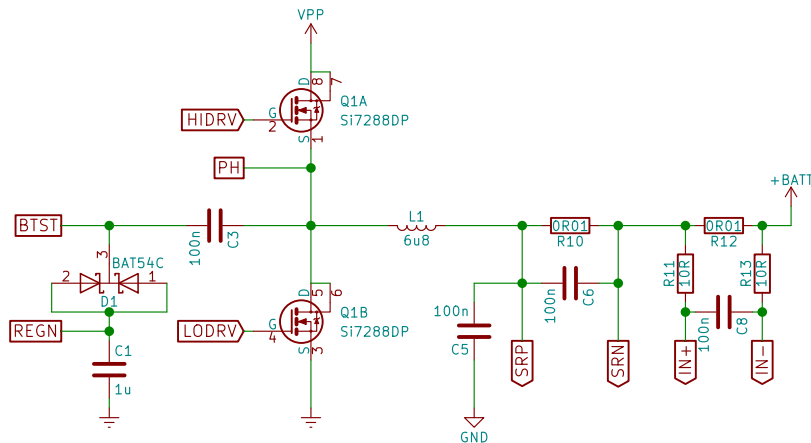 VPP
D
8
7
Q1A
Si7288DP
HIDRV
G
2
S
1
PH
+BATT
BTST
100n
C3
L1
6u8
0R01
R10
0R01
R12
3
BAT54C
2
1
D1
R11
10R
R13
10R
D
5
6
100n
C6
100n
C8
100n
C5
Q1B
Si7288DP
REGN
LODRV
G
4
S
3
C1
1u
SRP
SRN
IN+
IN-
GND